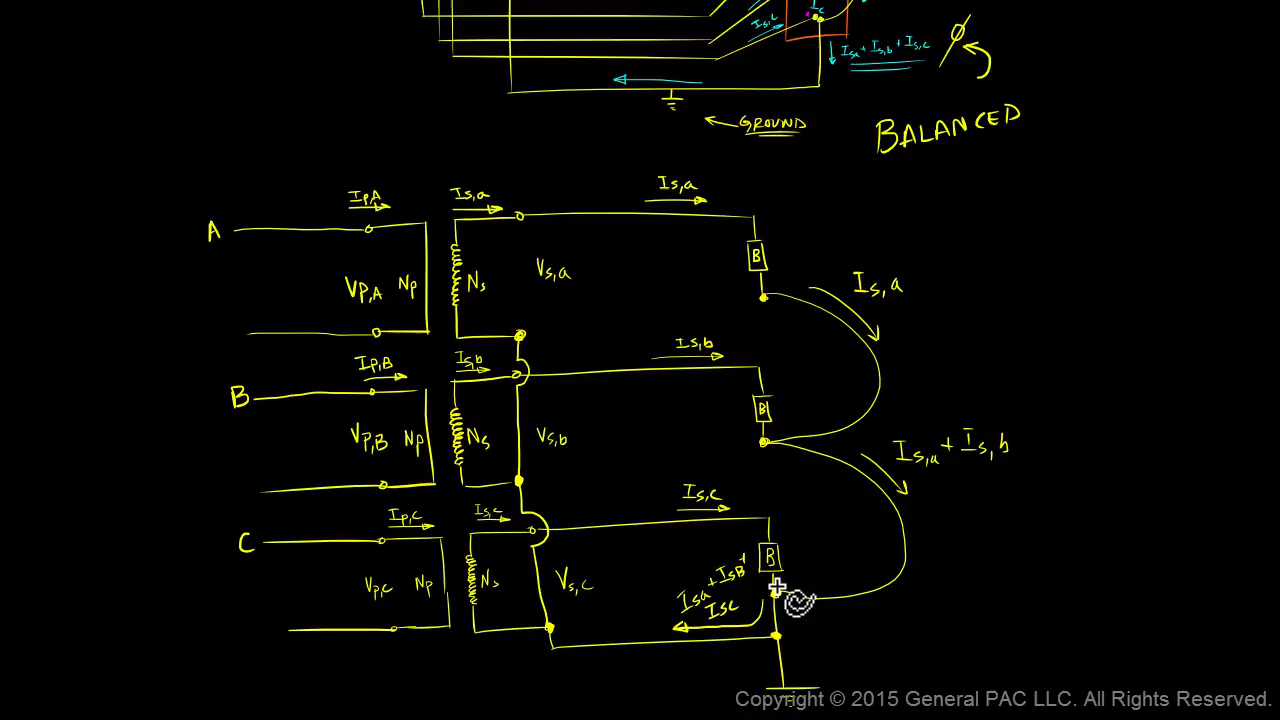 Ic
Is,c
Isa + Is,b + Is,c
Ø
GROUND
BALANCED
Is,a
Ip,A
Is,a
A
B
Vs,a
Vp,A Np
Ns
Is,a
Is,b
Is,b
Ip,B
B
B
Vs,b
Vp,B Np
Ns
Is,a + Is,b
Is,c
Is,c
Ip,C
C
B
Isa + IsB +
Isc
Vs,c
Vp,c Np
Ns
Copyright © 2015 General PAC LLC. All Rights Reserved.